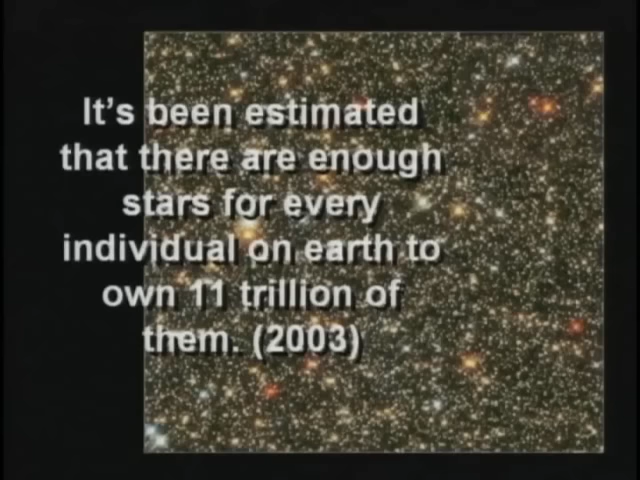 It's been estimated
that there are enough
stars for every
individual on earth to
own 11 trillion of
them. (2003)